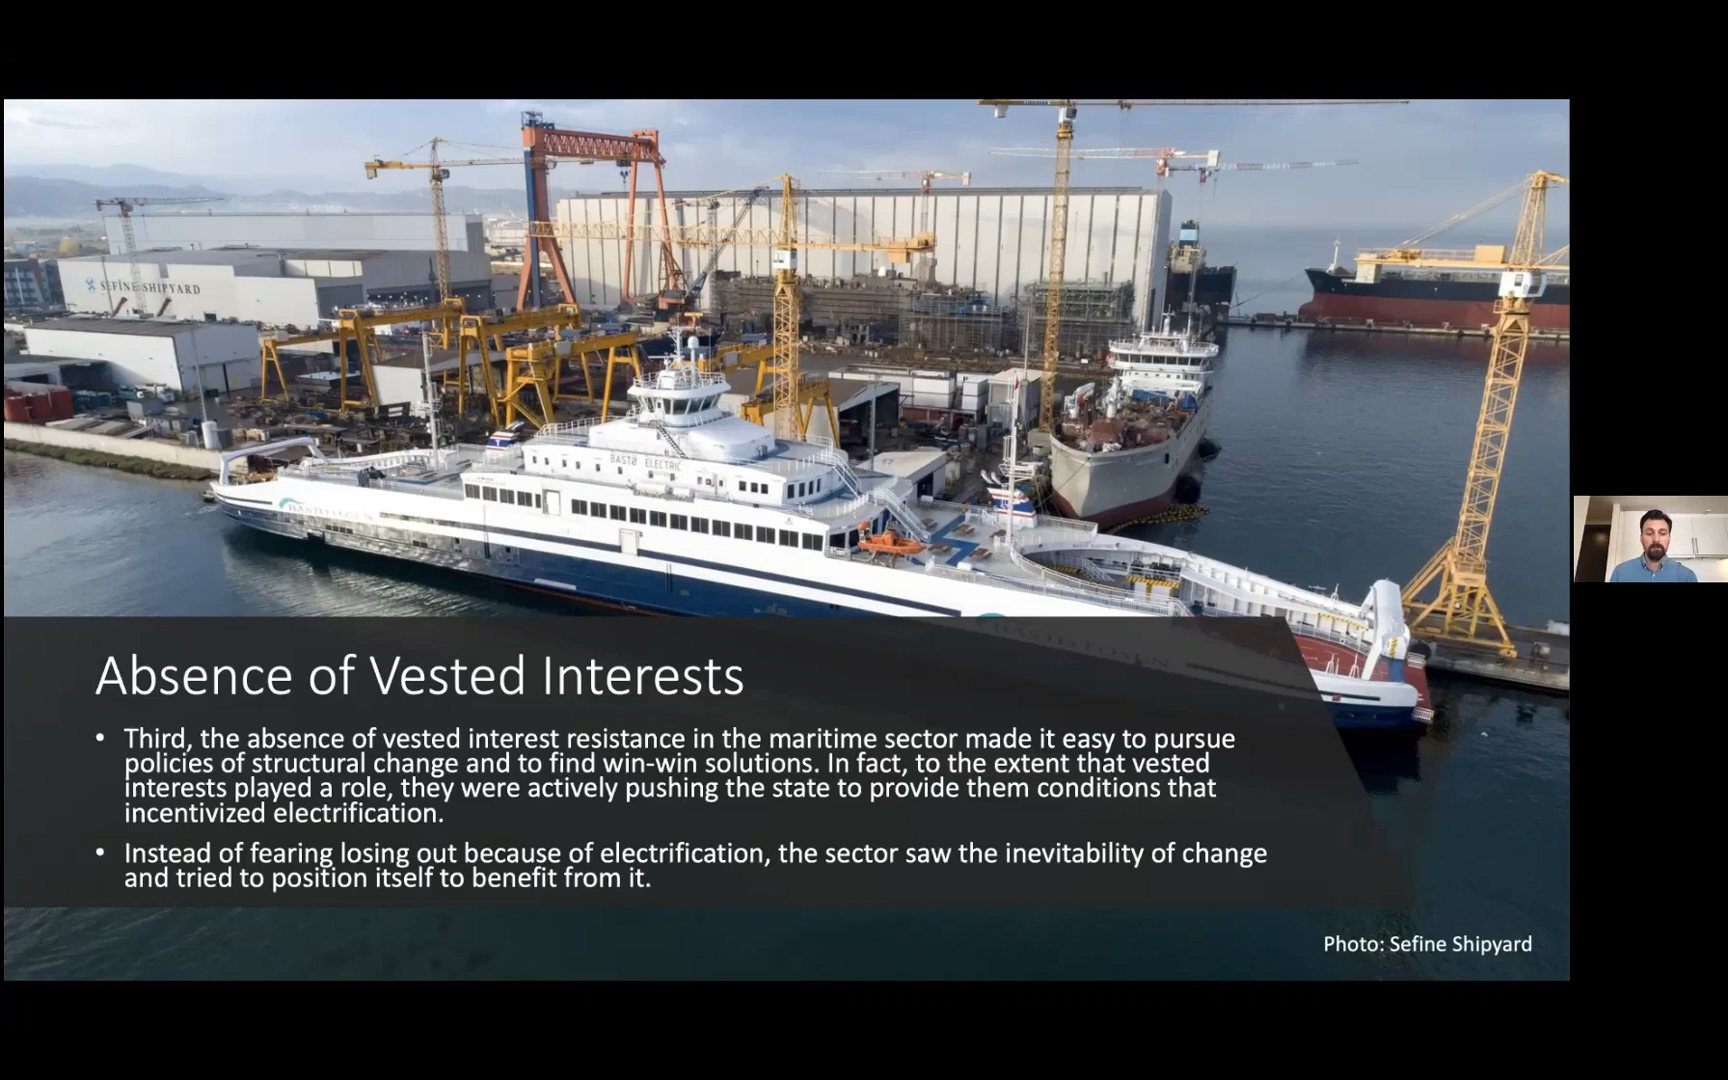 SEFİNE SHIPYARD
BASTØ ELECTRIC
BASTØ FOSEN
Absence of Vested Interests
• Third, the absence of vested interest resistance in the maritime sector made it easy to pursue
policies of structural change and to find win-win solutions. In fact, to the extent that vested
interests played a role, they were actively pushing the state to provide them conditions that
incentivized electrification.
• Instead of fearing losing out because of electrification, the sector saw the inevitability of change
and tried to position itself to benefit from it.
Photo: Sefine Shipyard